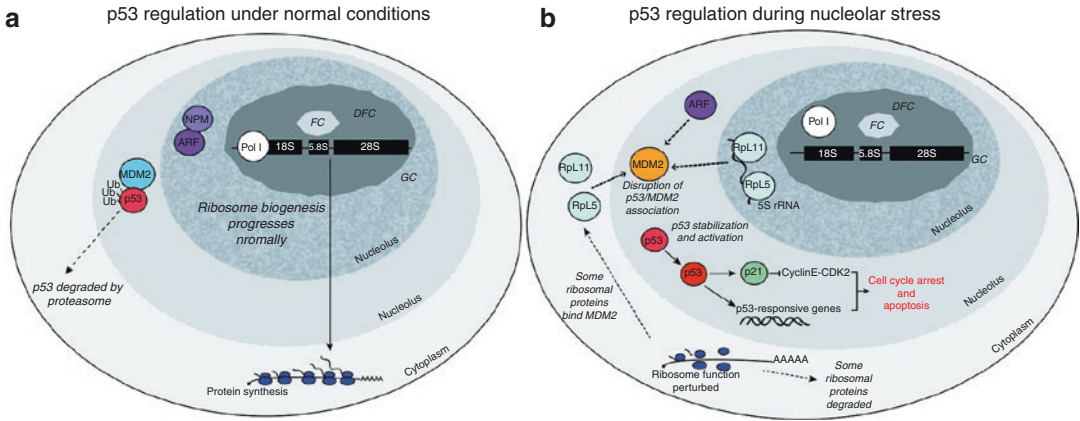 a p53 regulation under normal conditions
NPM
ARF
FC
DFC
Pol I
18S
5.8S
28S
GC
MDM2
Ub
Ub
Ub
p53
Ribosome biogenesis
progresses
nromally
Nucleolus
p53 degraded by
proteasome
Nucleolus
Cytoplasm
Protein synthesis
b p53 regulation during nucleolar stress
ARF
DFC
Pol I
FC
18S
5.8S
28S
GC
RpL11
MDM2
RpL11
RpL5
Disruption of
p53/MDM2
association
RpL5
5S rRNA
Nucleolus
p53 stabilization
and activation
p53
p53
p21
CyclinE-CDK2
Cell cycle arrest
and
apoptosis
p53-responsive genes
Some
ribosomal
proteins
bind MDM2
Nucleolus
Cytoplasm
AAAAA
Ribosome function
perturbed
Some
ribosomal
proteins
degraded